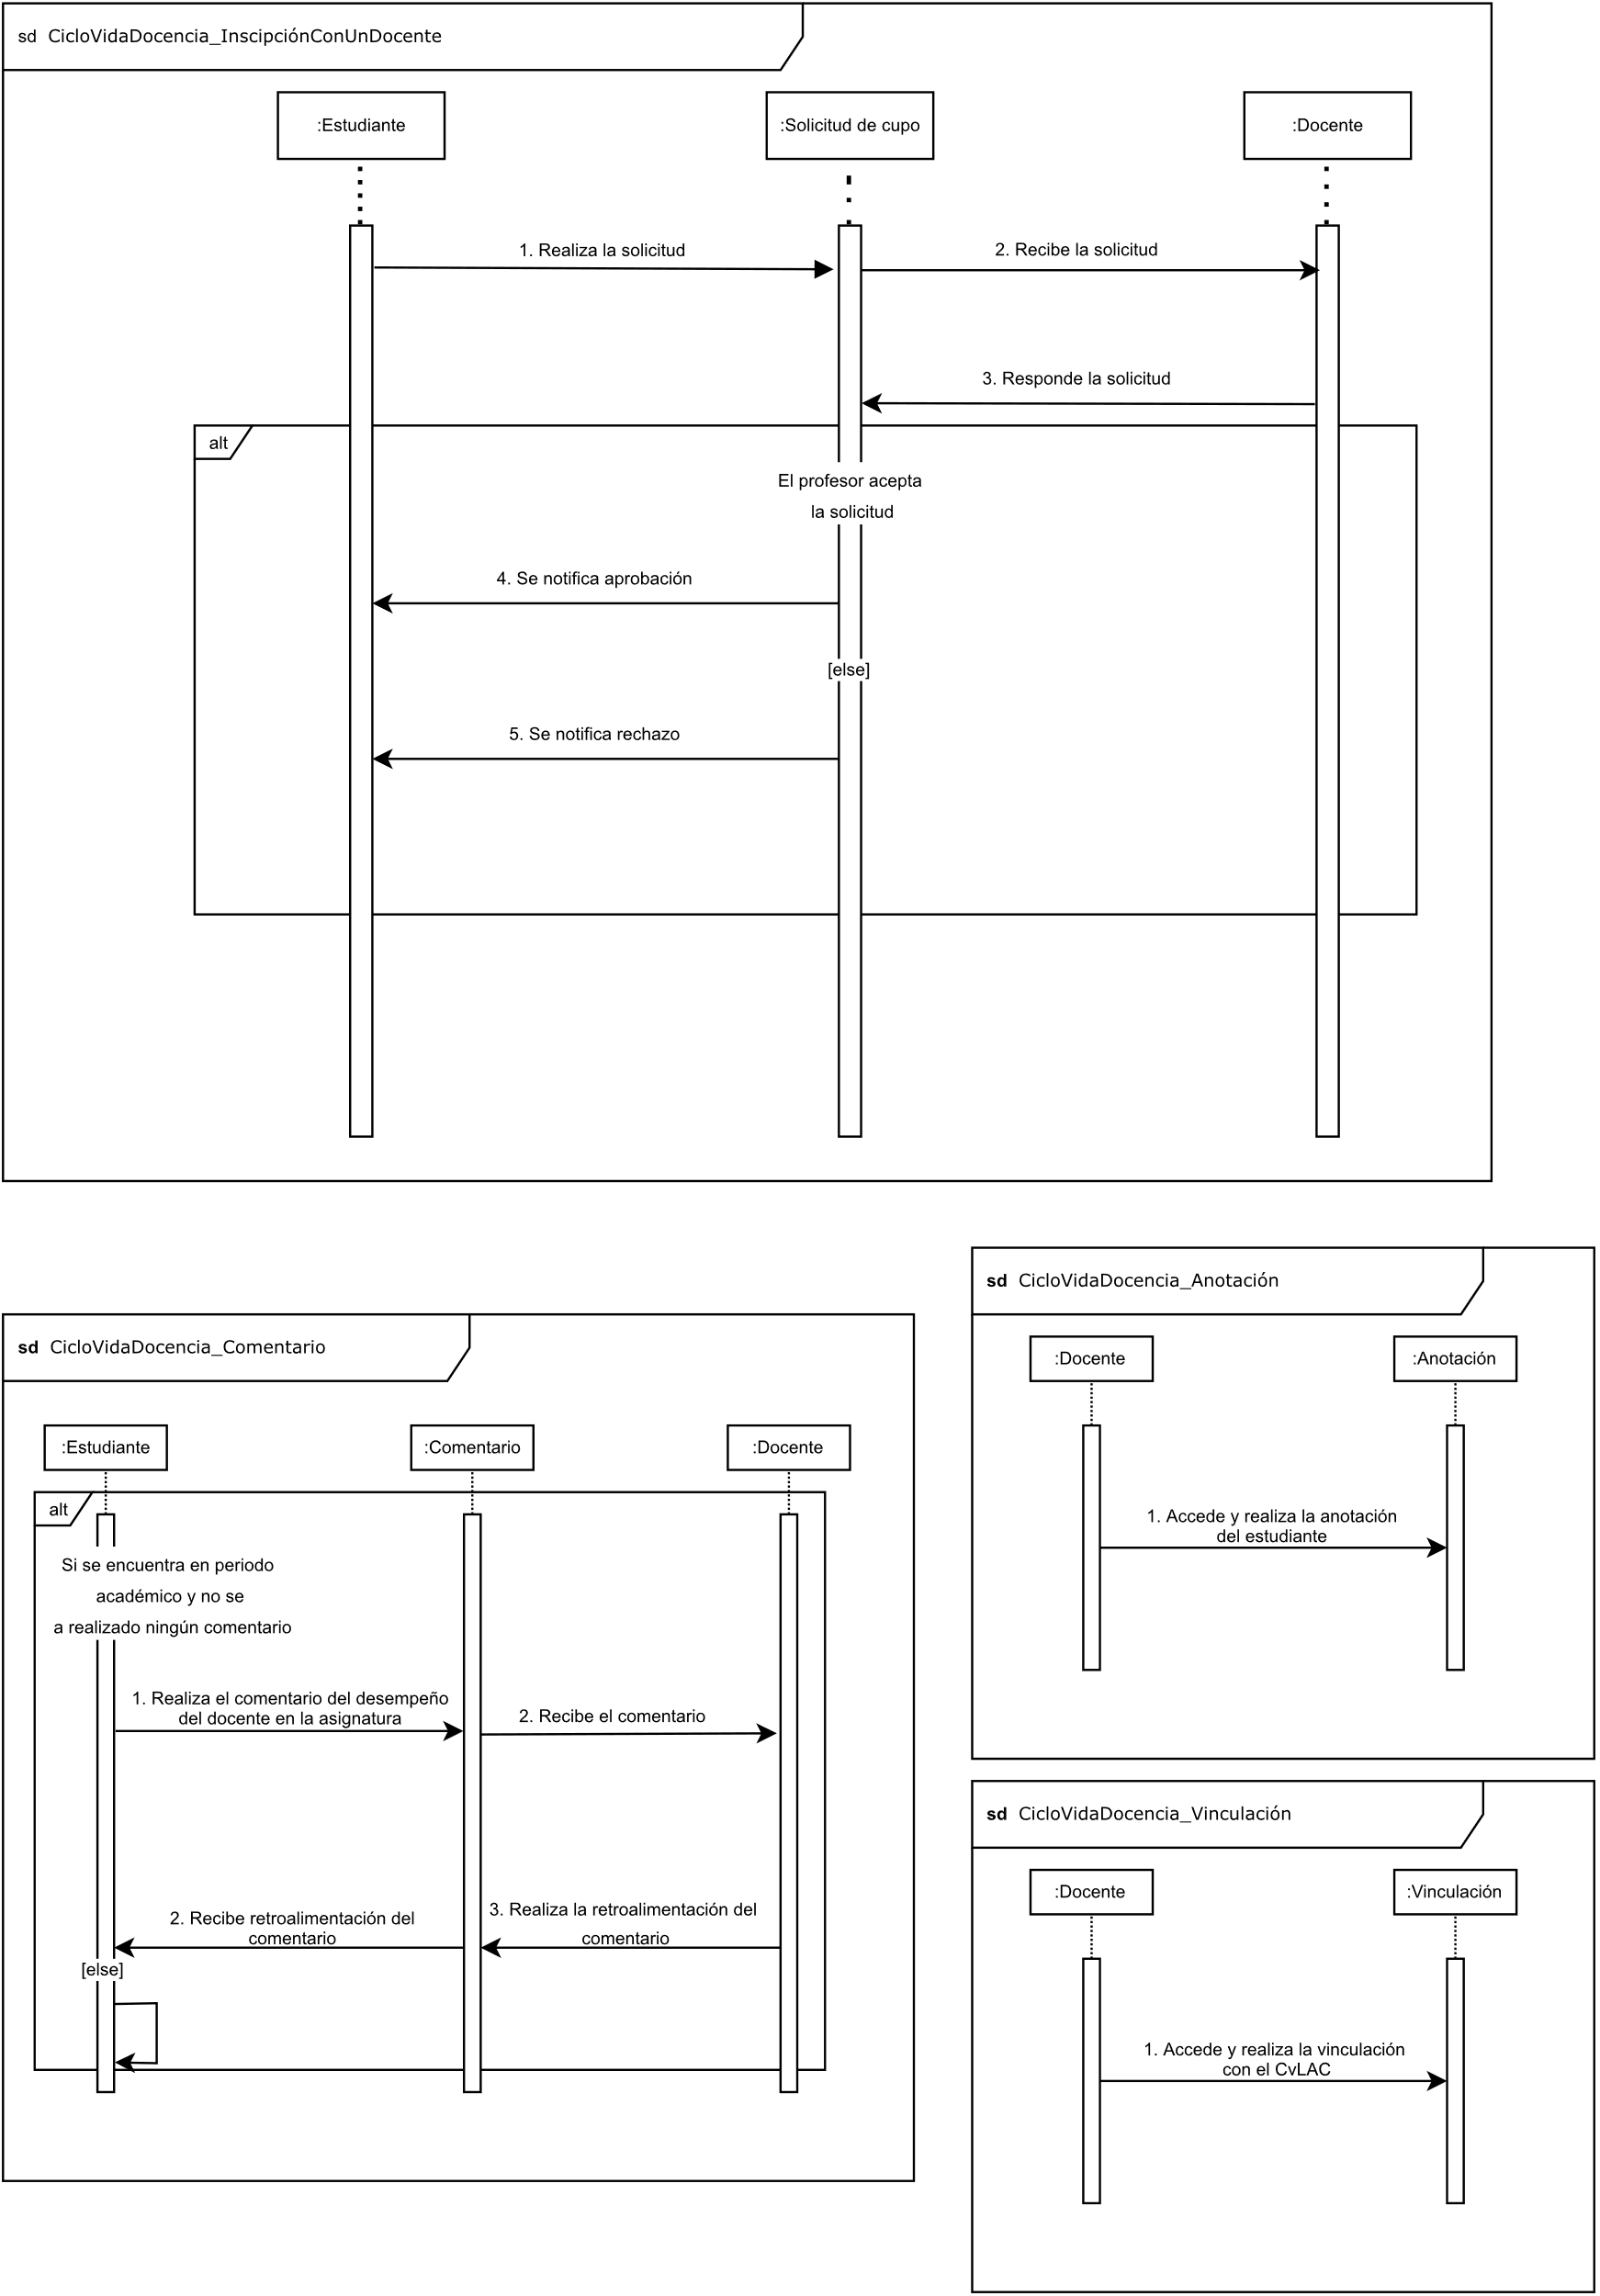 sd CicloVidaDocencia_InscipciónConUnDocente
:Estudiante
:Solicitud de cupo
:Docente
1. Realiza la solicitud
2. Recibe la solicitud
3. Responde la solicitud
alt
El profesor acepta
la solicitud
4. Se notifica aprobación
[else]
5. Se notifica rechazo
sd CicloVidaDocencia_Comentario
:Estudiante
:Comentario
:Docente
alt
Si se encuentra en periodo
académico y no se
a realizado ningún comentario
1. Realiza el comentario del desempeño
del docente en la asignatura
2. Recibe el comentario
3. Realiza la retroalimentación del
comentario
2. Recibe retroalimentación del
comentario
[else]
sd CicloVidaDocencia_Anotación
:Docente
:Anotación
1. Accede y realiza la anotación
del estudiante
sd CicloVidaDocencia_Vinculación
:Docente
:Vinculación
1. Accede y realiza la vinculación
con el CvLAC